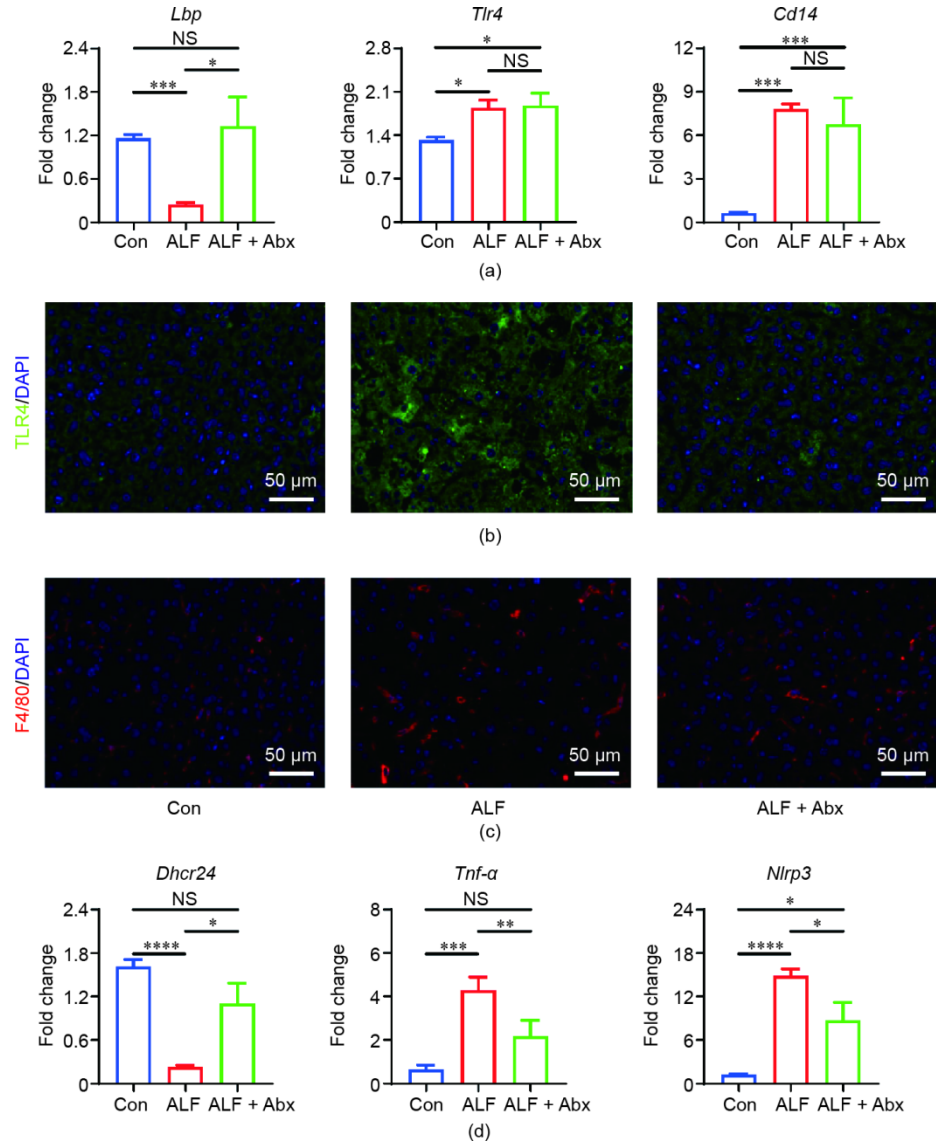 Lbp
Tlr4
Cd14
Fold change
2.4
1.8
1.2
0.6
0
NS
***
*
Con
ALF
ALF + Abx
Fold change
2.8
2.1
1.4
0.7
0
*
NS
*
Con
ALF
ALF + Abx
Fold change
12
9
6
3
0
***
NS
***
Con
ALF
ALF + Abx
(a)
TLR4/DAPI
50 μm
50 μm
50 μm
(b)
F4/80/DAPI
50 μm
50 μm
50 μm
Con
ALF
ALF + Abx
(c)
Dhcr24
Tnf-α
Nlrp3
Fold change
2.4
1.8
1.2
0.6
0
NS
*
****
Con
ALF
ALF + Abx
Fold change
8
6
4
2
0
NS
**
***
Con
ALF
ALF + Abx
Fold change
24
18
12
6
0
*
*
****
Con
ALF
ALF + Abx
(d)